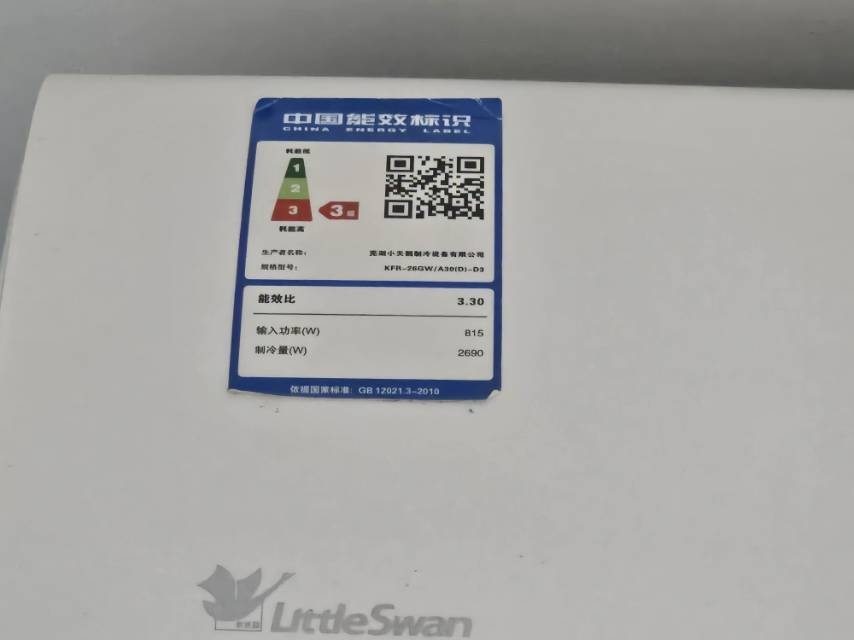 中国能效标识
CHINA ENERGY LABEL
耗能低
1
2
3
3级
耗能高
生产者名称： 芜湖小天鹅制冷设备有限公司
规格型号： KFR-26GW/A30(D)-D3
能效比 3.30
输入功率(W) 815
制冷量(W) 2690
依据国家标准: GB 12021.3-2010
LittleSwan